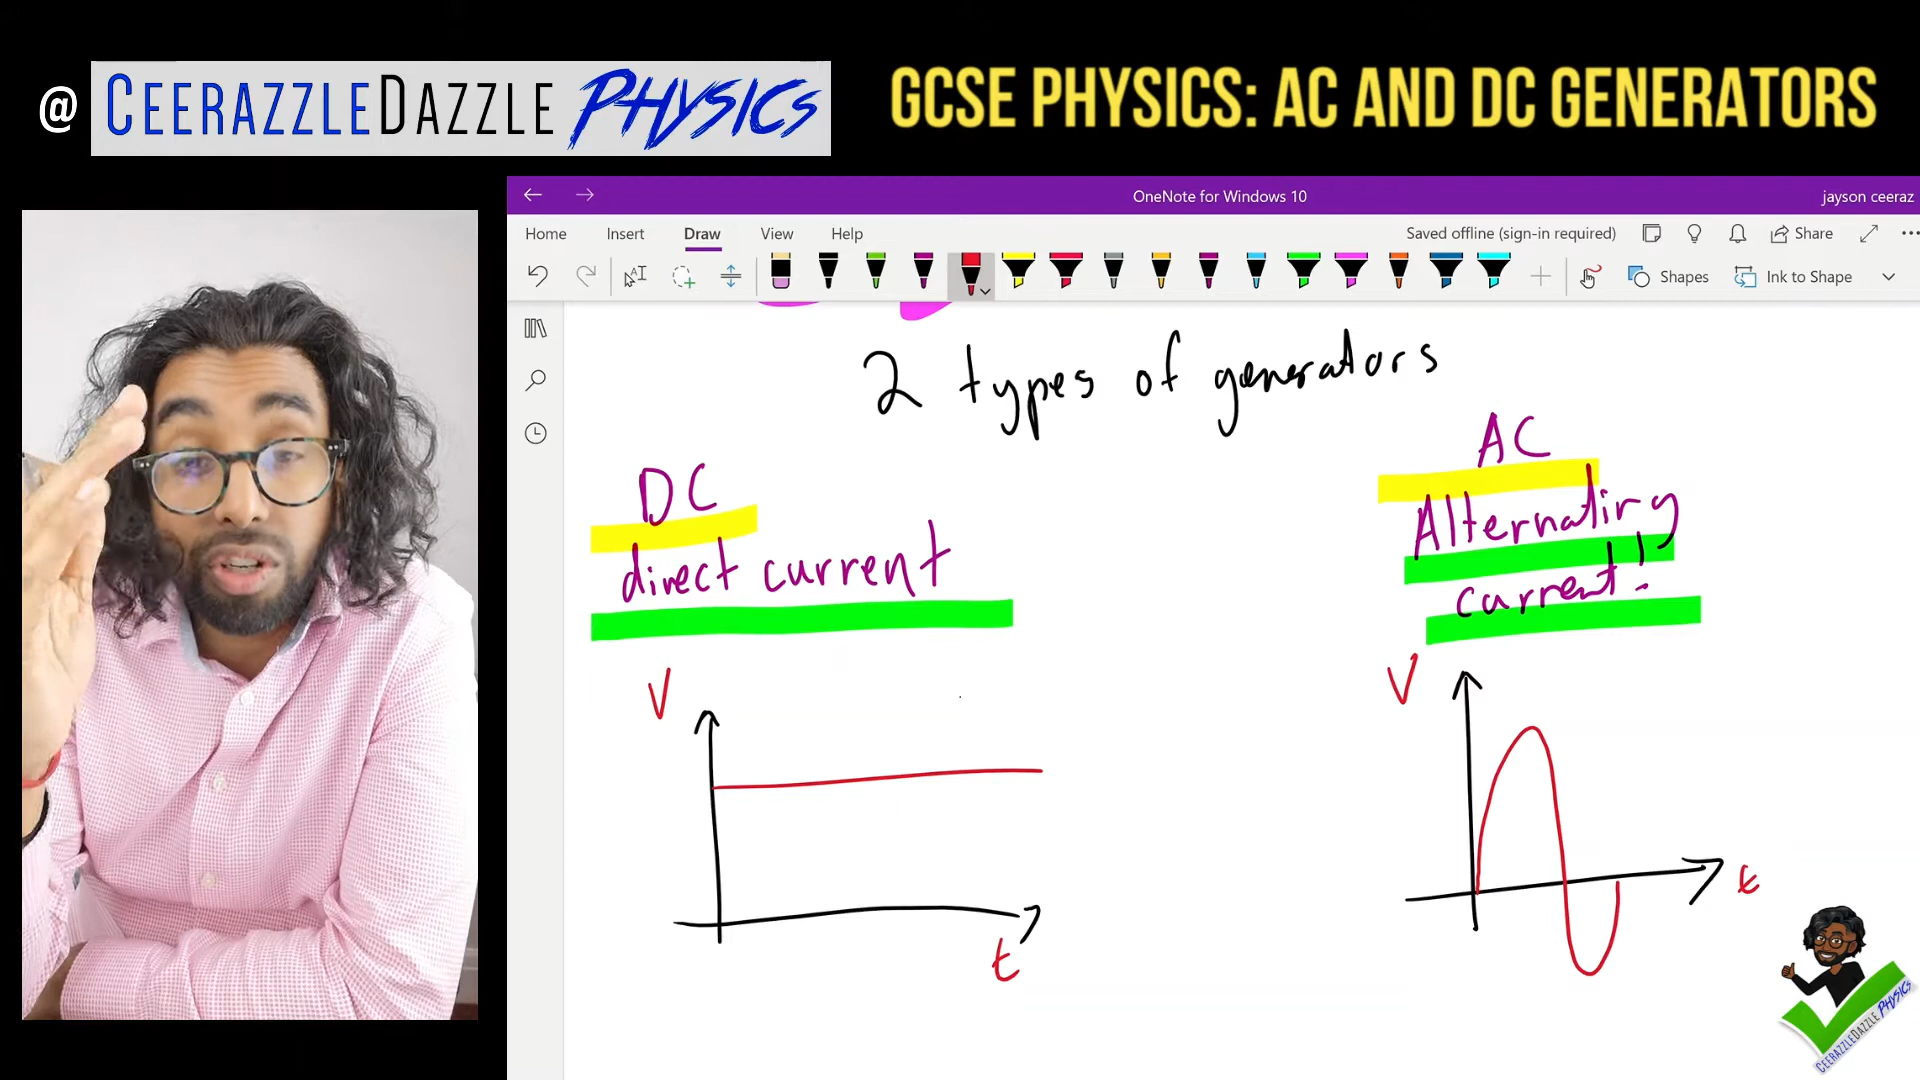 @ CEERAZZLEDAZZLE PHYSICS
GCSE PHYSICS: AC AND DC GENERATORS
OneNote for Windows 10
jayson ceeraz
Home Insert Draw View Help
Saved offline (sign-in required)
Share
Shapes
Ink to Shape
2 types of generators
DC
direct current
AC
Alternating
current!
V
t
V
t
CEERAZZLEDAZZLE PHYSICS